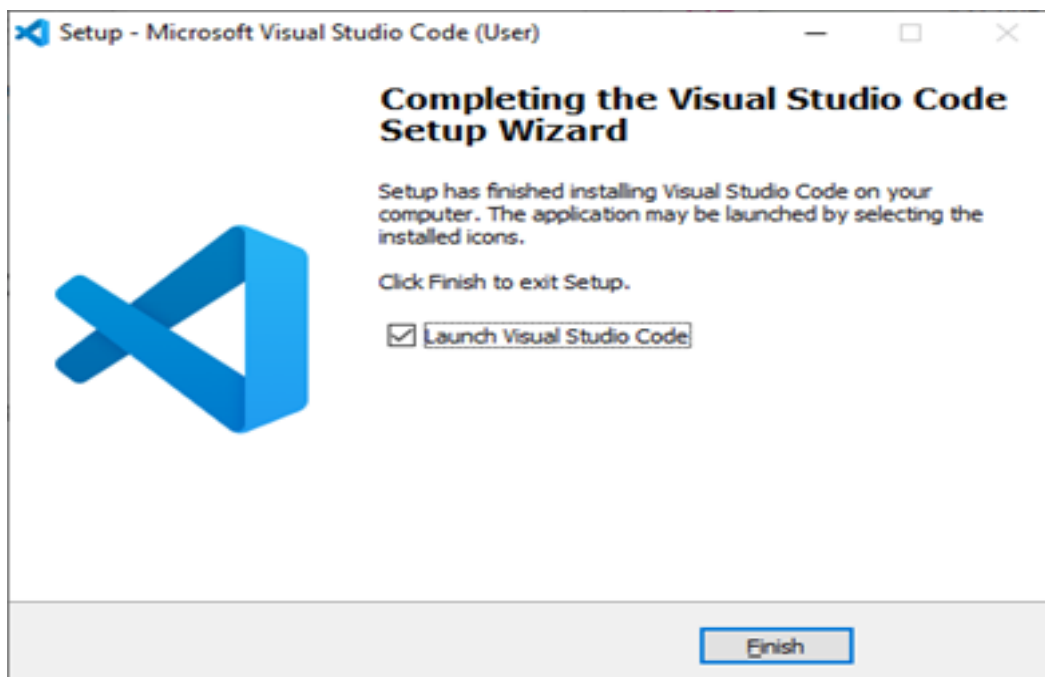 Setup - Microsoft Visual Studio Code (User)
Completing the Visual Studio Code
Setup Wizard
Setup has finished installing Visual Studio Code on your
computer. The application may be launched by selecting the
installed icons.
Click Finish to exit Setup.
Launch Visual Studio Code
Finish